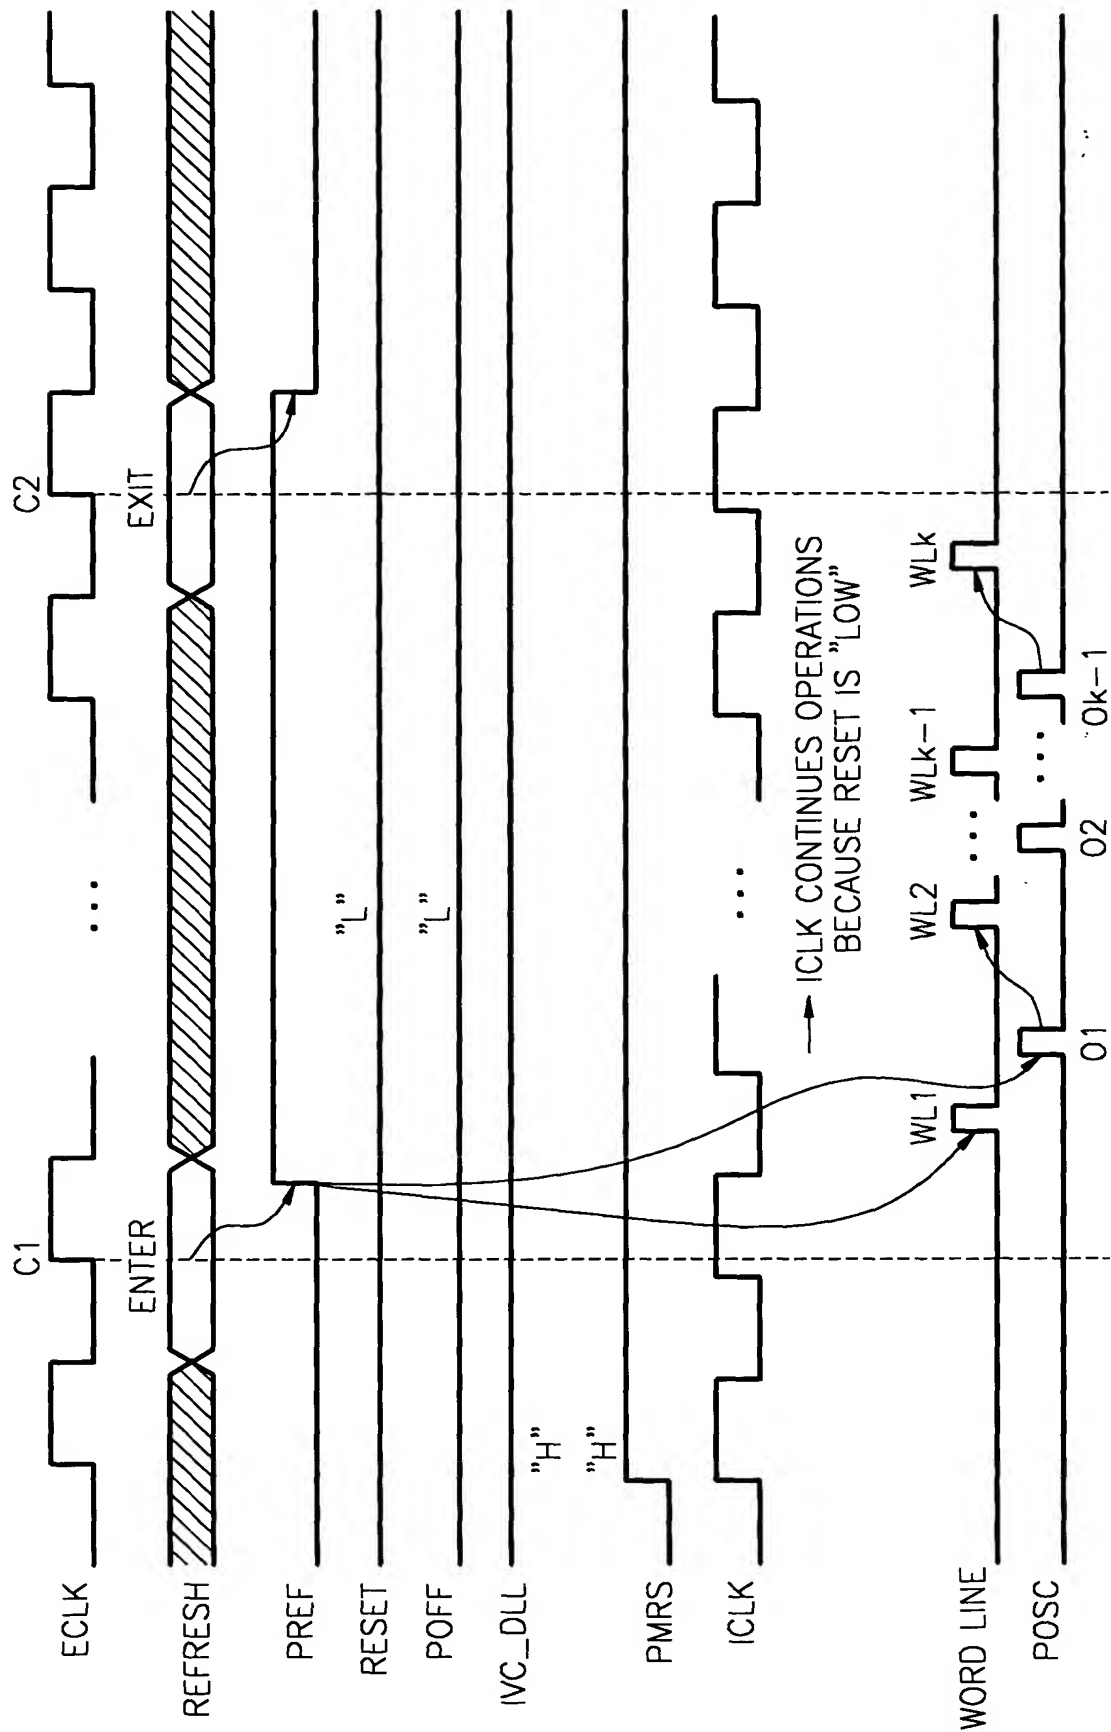 C1
C2
ECLK
...
ENTER
EXIT
REFRESH
PREF
RESET
"L"
POFF
"L"
IVC_DLL
"H"
"H"
PMRS
ICLK
...
ICLK CONTINUES OPERATIONS
BECAUSE RESET IS "LOW"
WL1
WL2
WLk-1
WLk
WORD LINE
...
POSC
...
O1
O2
Ok-1